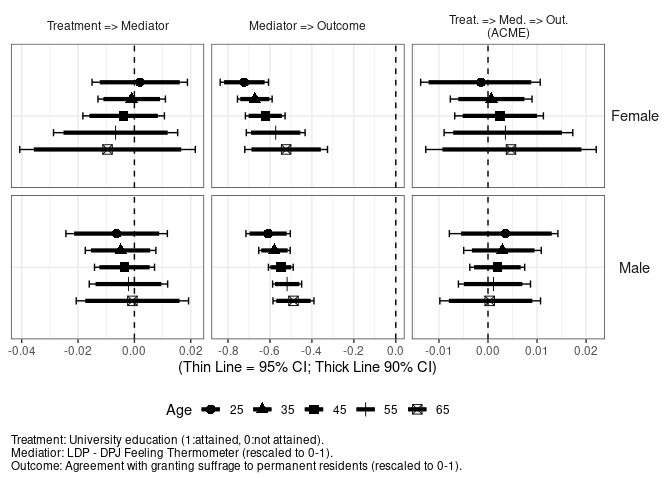 Treatment => Mediator
Mediator => Outcome
Treat. => Med. => Out.
(ACME)
Female
Male
-0.04 -0.02 0.00 0.02
-0.8 -0.6 -0.4 -0.2 0.0
-0.01 0.00 0.01 0.02
(Thin Line = 95% CI; Thick Line 90% CI)
Age 25 35 45 55 65
Treatment: University education (1:attained, 0:not attained).
Mediatior: LDP - DPJ Feeling Thermometer (rescaled to 0-1).
Outcome: Agreement with granting suffrage to permanent residents (rescaled to 0-1).